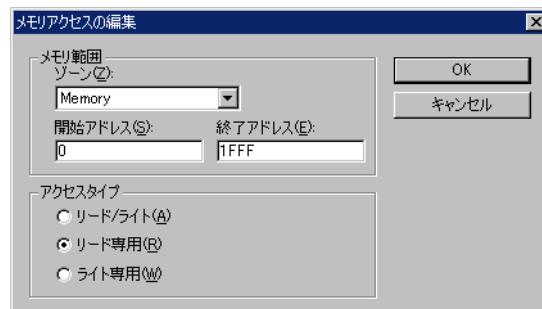 メモリアクセスの編集
メモリ範囲
ゾーン(Z):
Memory
開始アドレス(S): 終了アドレス(E):
0 1FFF
OK
キャンセル
アクセスタイプ
リード/ライト(A)
リード専用(R)
ライト専用(W)